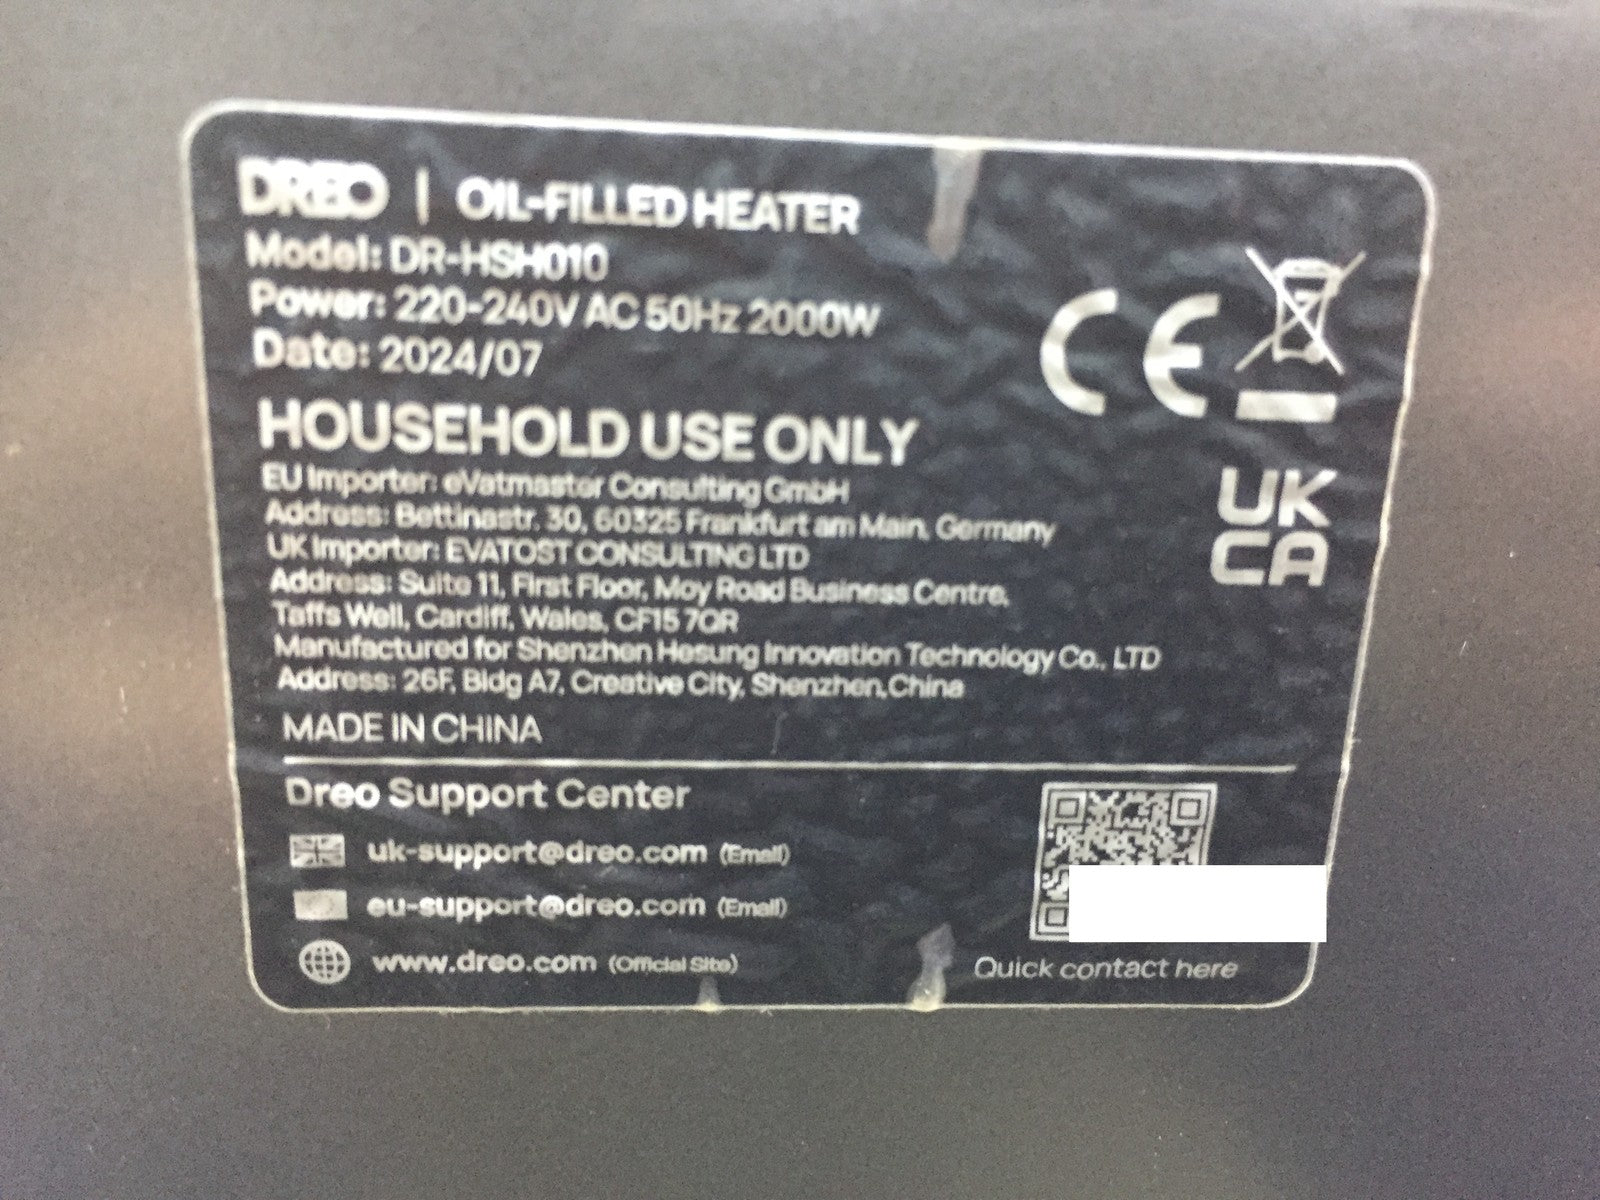 DREO | OIL-FILLED HEATER
Model: DR-HSH010
Power: 220-240V AC 50Hz 2000W
Date: 2024/07
HOUSEHOLD USE ONLY
EU Importer: eVatmaster Consulting GmbH
Address: Bettinastr. 30, 60325 Frankfurt am Main, Germany
UK Importer: EVATOST CONSULTING LTD
Address: Suite 11, First Floor, Moy Road Business Centre,
Taffs Well, Cardiff, Wales, CF15 7QR
Manufactured for Shenzhen Hesung Innovation Technology Co., LTD
Address: 26F, Bldg A7, Creative City, Shenzhen,China
MADE IN CHINA
CE
UK
CA
Dreo Support Center
uk-support@dreo.com (Email)
eu-support@dreo.com (Email)
www.dreo.com (Official Site)
Quick contact here